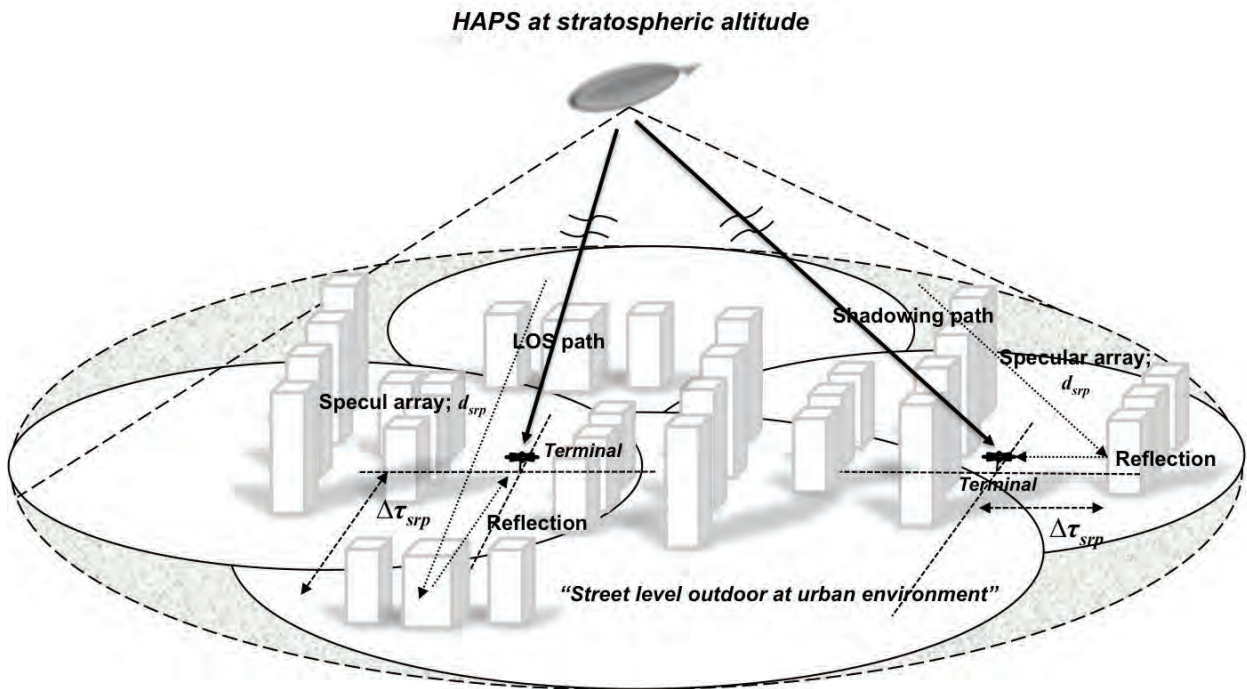 HAPS at stratospheric altitude
Shadowing path
LOS path
Specular array;
d_srp
Specul array; d_srp
Terminal
Reflection
Terminal
Δτ_srp
Reflection
Δτ_srp
“Street level outdoor at urban environment”